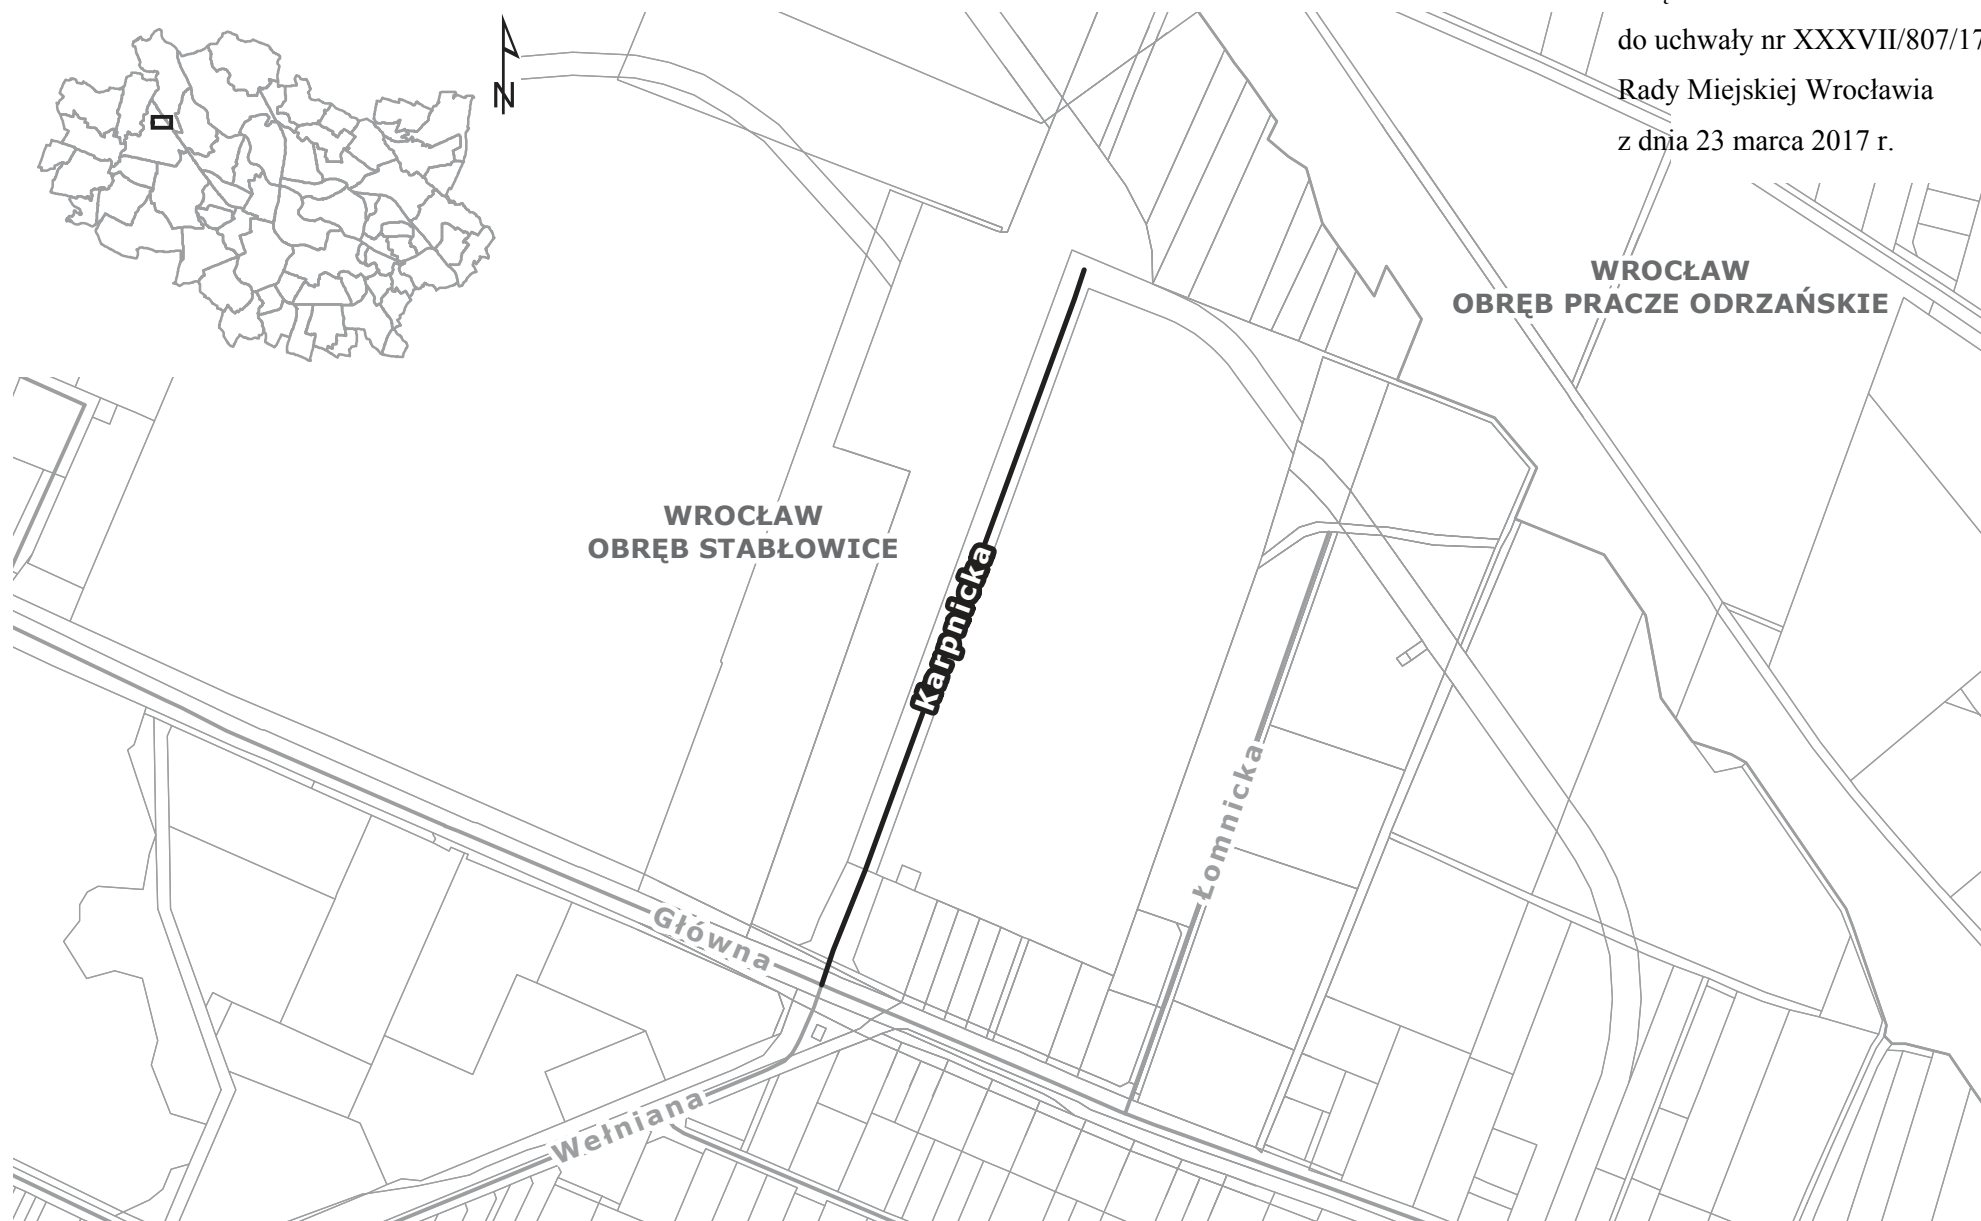 do uchwały nr XXXVII/807/17
Rady Miejskiej Wrocławia
z dnia 23 marca 2017 r.
N
WROCŁAW
OBRĘB PRACZE ODRZAŃSKIE
WROCŁAW
OBRĘB STABŁOWICE
Karpnicka
Łomnicka
Główna
Wełniana